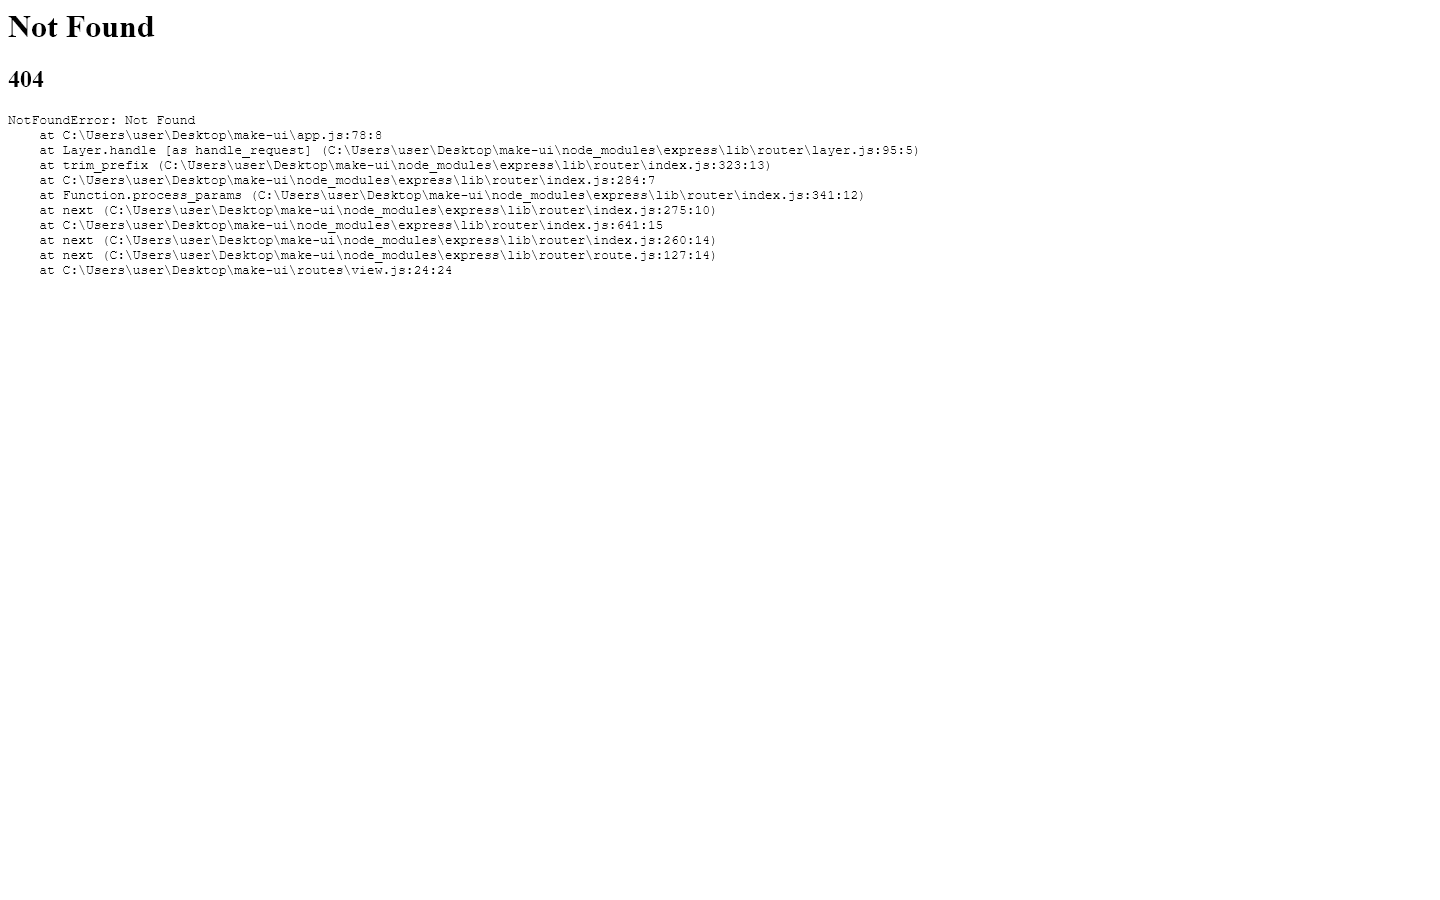 Not Found
404
NotFoundError: Not Found
    at C:\Users\user\Desktop\make-ui\app.js:78:8
    at Layer.handle [as handle_request] (C:\Users\user\Desktop\make-ui\node_modules\express\lib\router\layer.js:95:5)
    at trim_prefix (C:\Users\user\Desktop\make-ui\node_modules\express\lib\router\index.js:323:13)
    at C:\Users\user\Desktop\make-ui\node_modules\express\lib\router\index.js:284:7
    at Function.process_params (C:\Users\user\Desktop\make-ui\node_modules\express\lib\router\index.js:341:12)
    at next (C:\Users\user\Desktop\make-ui\node_modules\express\lib\router\index.js:275:10)
    at C:\Users\user\Desktop\make-ui\node_modules\express\lib\router\index.js:641:15
    at next (C:\Users\user\Desktop\make-ui\node_modules\express\lib\router\index.js:260:14)
    at next (C:\Users\user\Desktop\make-ui\node_modules\express\lib\router\route.js:127:14)
    at C:\Users\user\Desktop\make-ui\routes\view.js:24:24